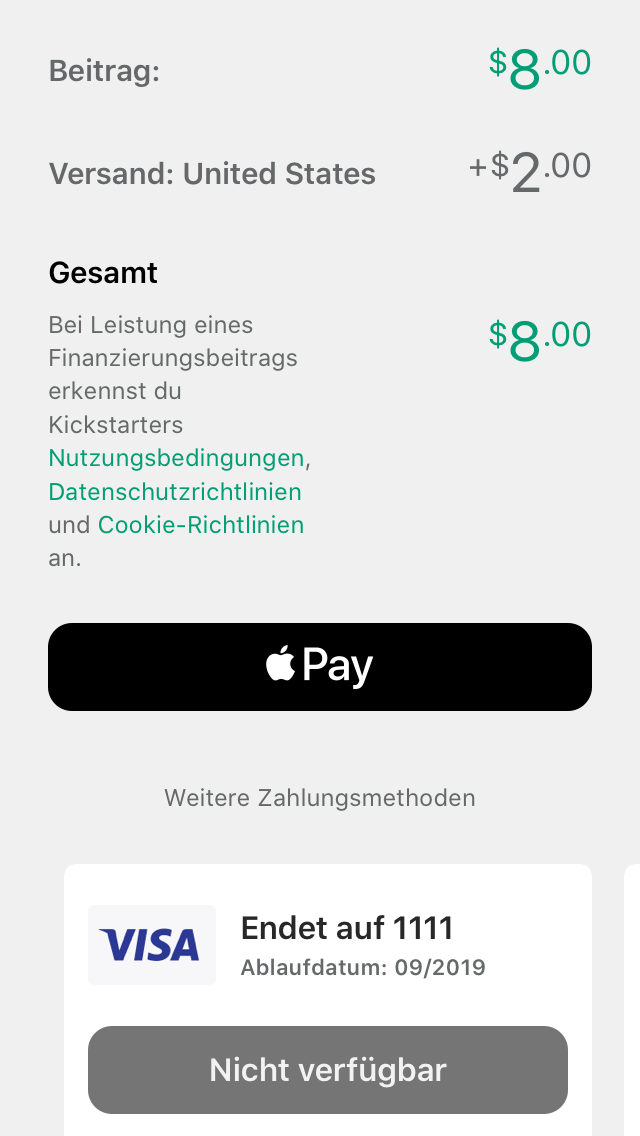 Beitrag: $8.00
Versand: United States +$2.00
Gesamt
Bei Leistung eines
Finanzierungsbeitrags
erkennst du
Kickstarters
Nutzungsbedingungen,
Datenschutzrichtlinien
und Cookie-Richtlinien
an.
$8.00
Pay
Weitere Zahlungsmethoden
VISA
Endet auf 1111
Ablaufdatum: 09/2019
Nicht verfügbar